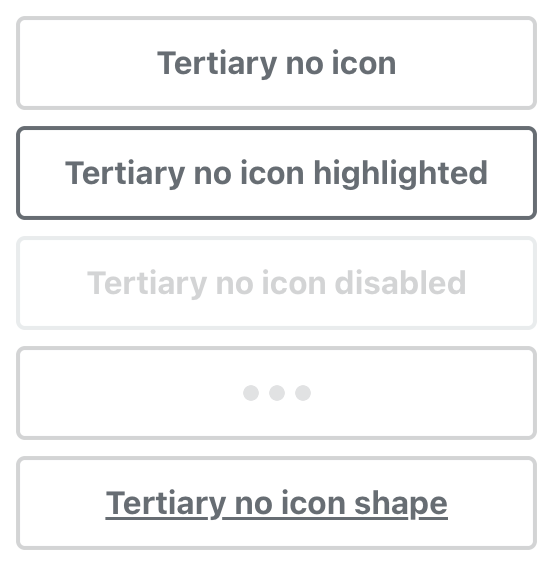 Tertiary no icon
Tertiary no icon highlighted
Tertiary no icon disabled
Tertiary no icon shape